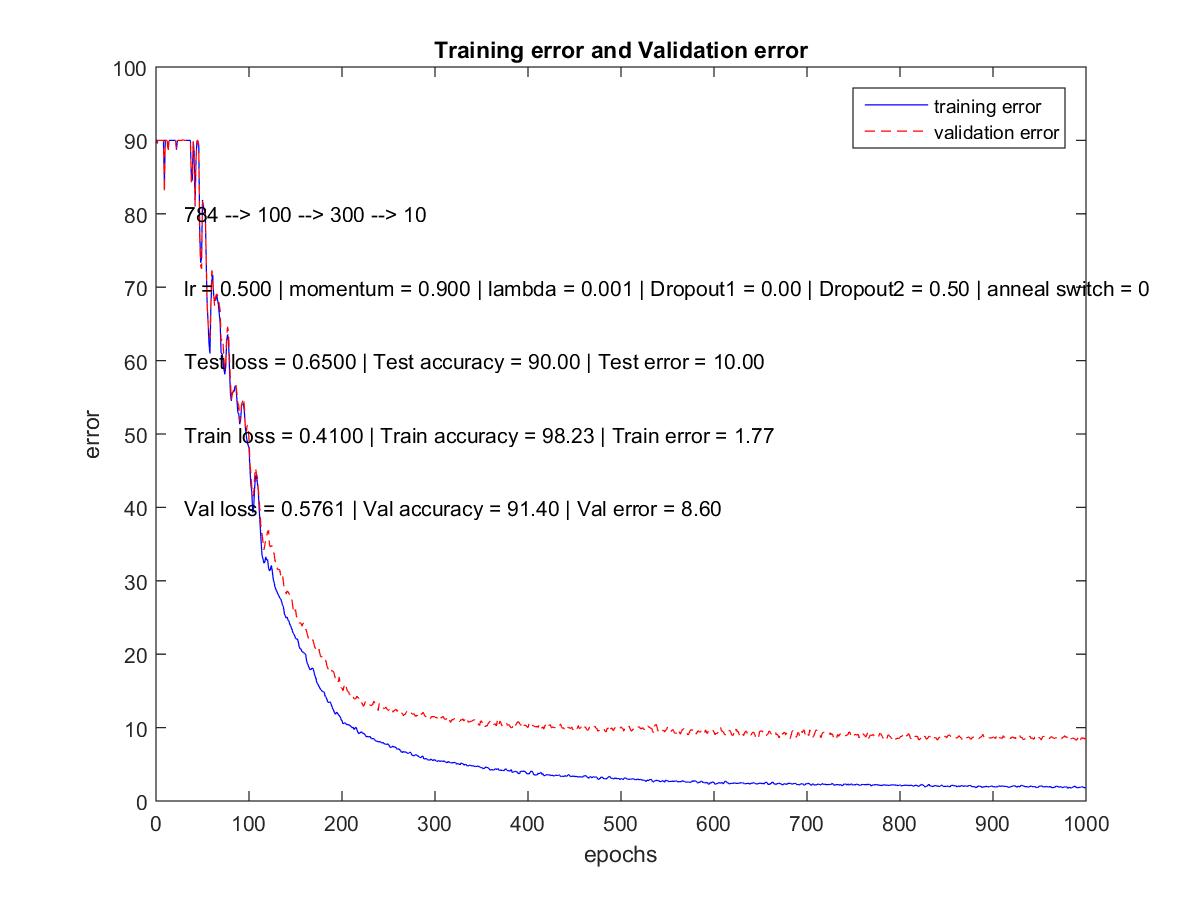 Training error and Validation error
100
training error
validation error
90
80
784 --> 100 --> 300 --> 10
70
lr = 0.500 | momentum = 0.900 | lambda = 0.001 | Dropout1 = 0.00 | Dropout2 = 0.50 | anneal switch = 0
60
Test loss = 0.6500 | Test accuracy = 90.00 | Test error = 10.00
50
Train loss = 0.4100 | Train accuracy = 98.23 | Train error = 1.77
error
40
Val loss = 0.5761 | Val accuracy = 91.40 | Val error = 8.60
30
20
10
0
0 100 200 300 400 500 600 700 800 900 1000
epochs